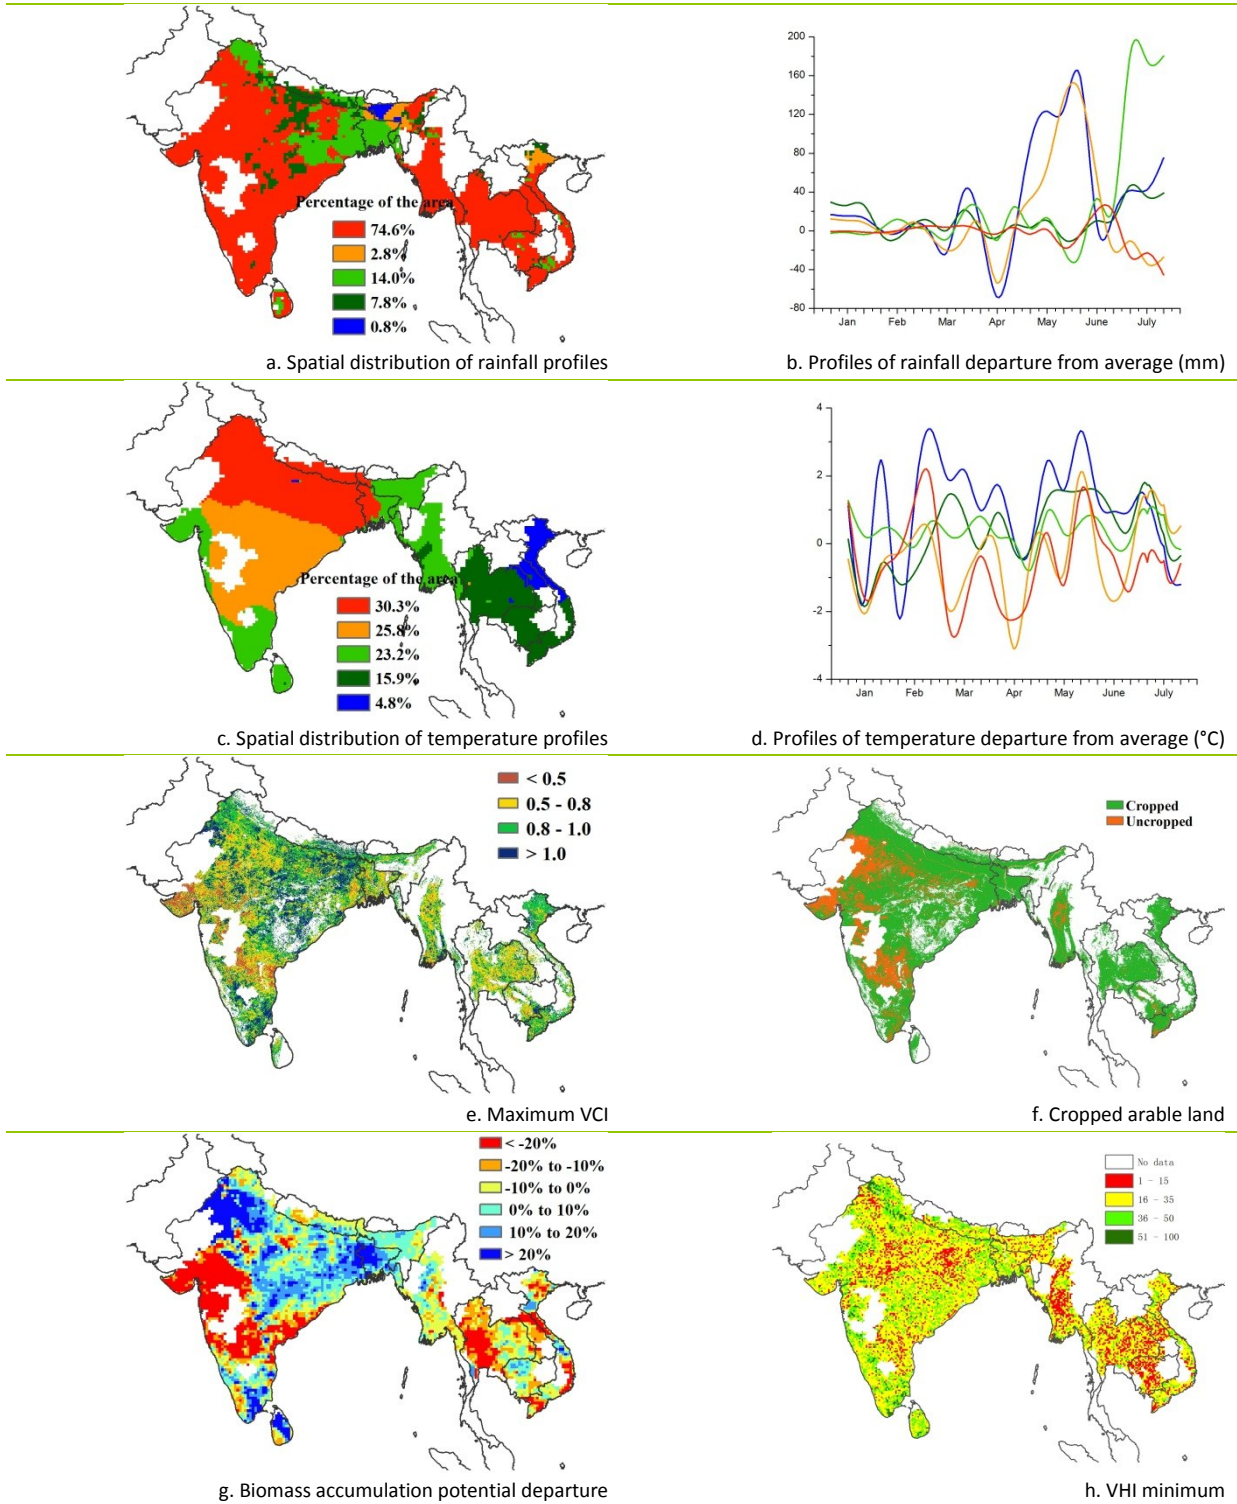 Percentage of the area
74.6%
2.8%
14.0%
7.8%
0.8%
a. Spatial distribution of rainfall profiles
200
160
120
80
40
0
-40
-80
Jan Feb Mar Apr May June July
b. Profiles of rainfall departure from average (mm)
Percentage of the area
30.3%
25.8%
23.2%
15.9%
4.8%
c. Spatial distribution of temperature profiles
4
2
0
-2
-4
Jan Feb Mar Apr May June July
d. Profiles of temperature departure from average (°C)
< 0.5
0.5 - 0.8
0.8 - 1.0
> 1.0
e. Maximum VCI
Cropped
Uncropped
f. Cropped arable land
< -20%
-20% to -10%
-10% to 0%
0% to 10%
10% to 20%
> 20%
g. Biomass accumulation potential departure
No data
1 - 15
16 - 35
36 - 50
51 - 100
h. VHI minimum